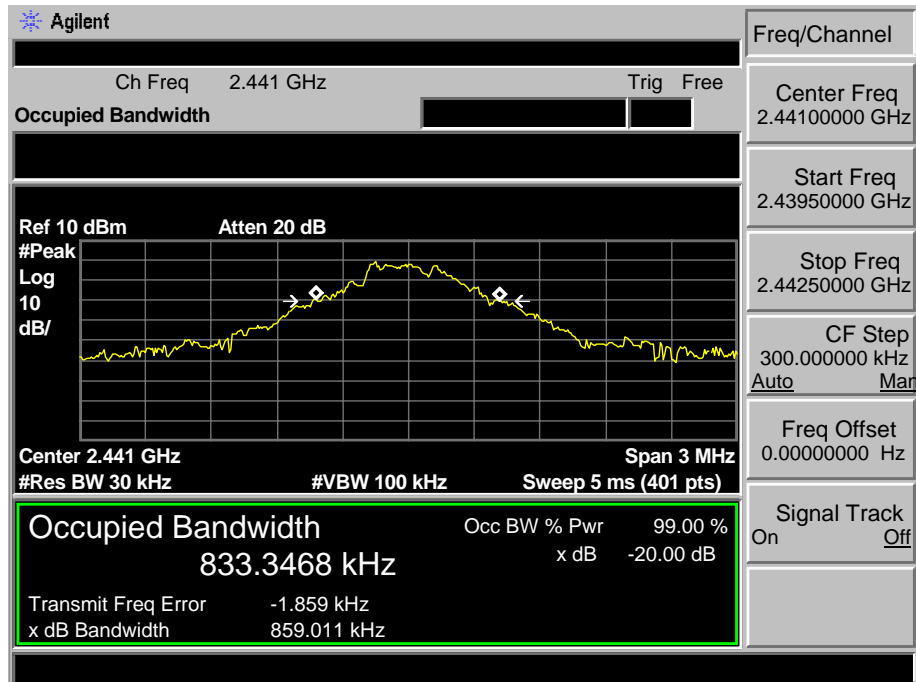 Agilent
Freq/Channel
Ch Freq 2.441 GHz Trig Free
Occupied Bandwidth
Center Freq
2.44100000 GHz
Start Freq
2.43950000 GHz
Stop Freq
2.44250000 GHz
CF Step
300.000000 kHz
Auto Man
Freq Offset
0.00000000 Hz
Signal Track
On Off
Ref 10 dBm Atten 20 dB
#Peak
Log
10
dB/
Center 2.441 GHz Span 3 MHz
#Res BW 30 kHz #VBW 100 kHz Sweep 5 ms (401 pts)
Occupied Bandwidth Occ BW % Pwr 99.00 %
833.3468 kHz x dB -20.00 dB
Transmit Freq Error -1.859 kHz
x dB Bandwidth 859.011 kHz